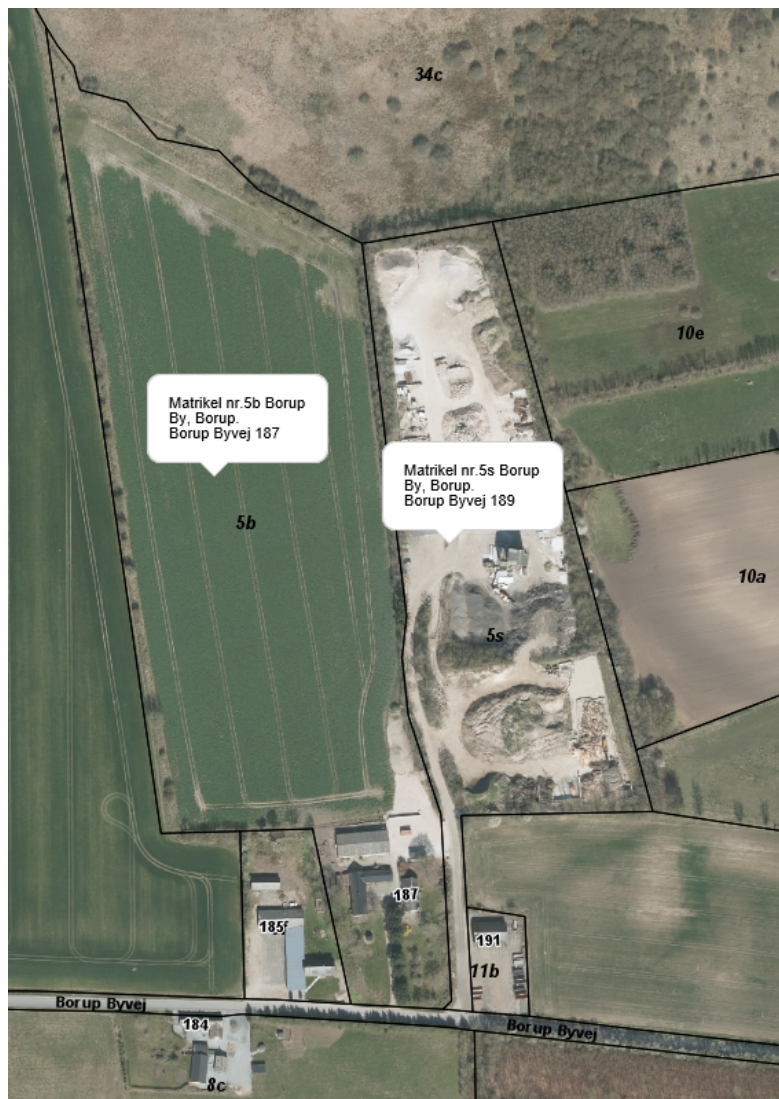 34c
10e
Matrikel nr.5b Borup
By, Borup.
Borup Byvej 187
Matrikel nr.5s Borup
By, Borup.
Borup Byvej 189
5b
10a
5s
187
185f
191
11b
Borup Byvej
184
Borup Byvej
8c